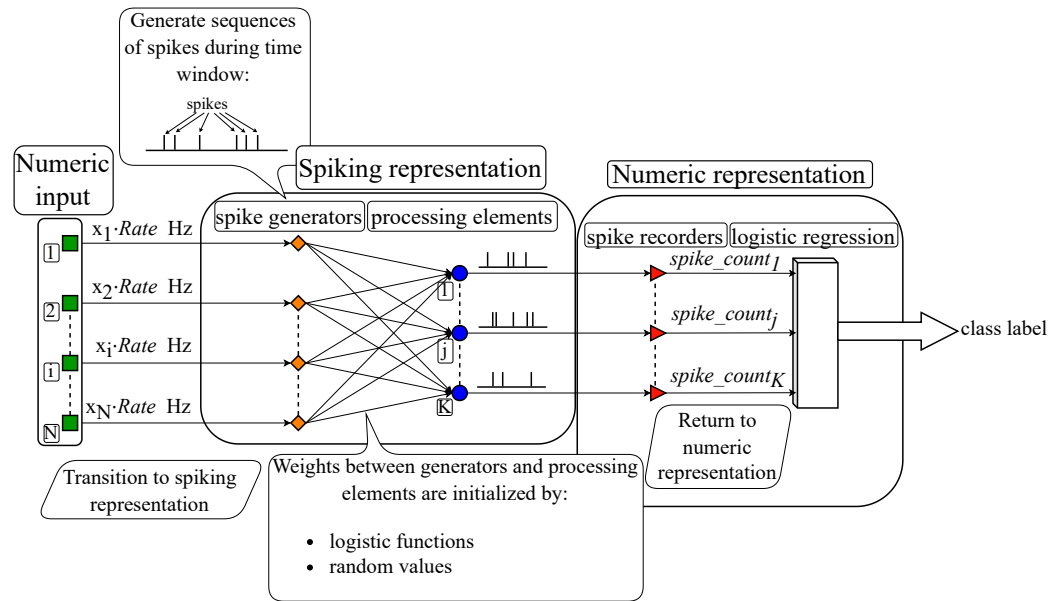 Generate sequences
of spikes during time
window:
spikes
Numeric
input
Spiking representation
Numeric representation
spike generators
processing elements
spike recorders
logistic regression
1
x1·Rate Hz
2
x2·Rate Hz
i
xi·Rate Hz
N
xN·Rate Hz
1
j
K
spike_count1
spike_countj
spike_countK
class label
Transition to spiking
representation
Weights between generators and processing
elements are initialized by:
• logistic functions
• random values
Return to
numeric
representation